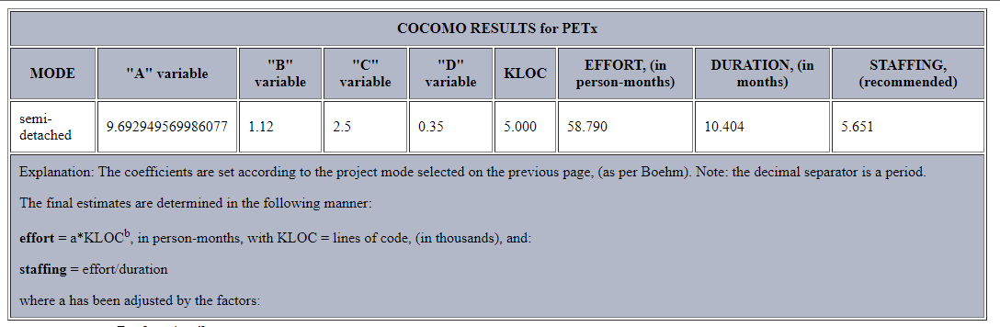 COCOMO RESULTS for PETx
MODE "A" variable "B" variable "C" variable "D" variable KLOC EFFORT, (in person-months) DURATION, (in months) STAFFING, (recommended)
semi-detached 9.692949569986077 1.12 2.5 0.35 5.000 58.790 10.404 5.651
Explanation: The coefficients are set according to the project mode selected on the previous page, (as per Boehm). Note: the decimal separator is a period.
The final estimates are determined in the following manner:
effort = a*KLOCᵇ, in person-months, with KLOC = lines of code, (in thousands), and:
staffing = effort/duration
where a has been adjusted by the factors: